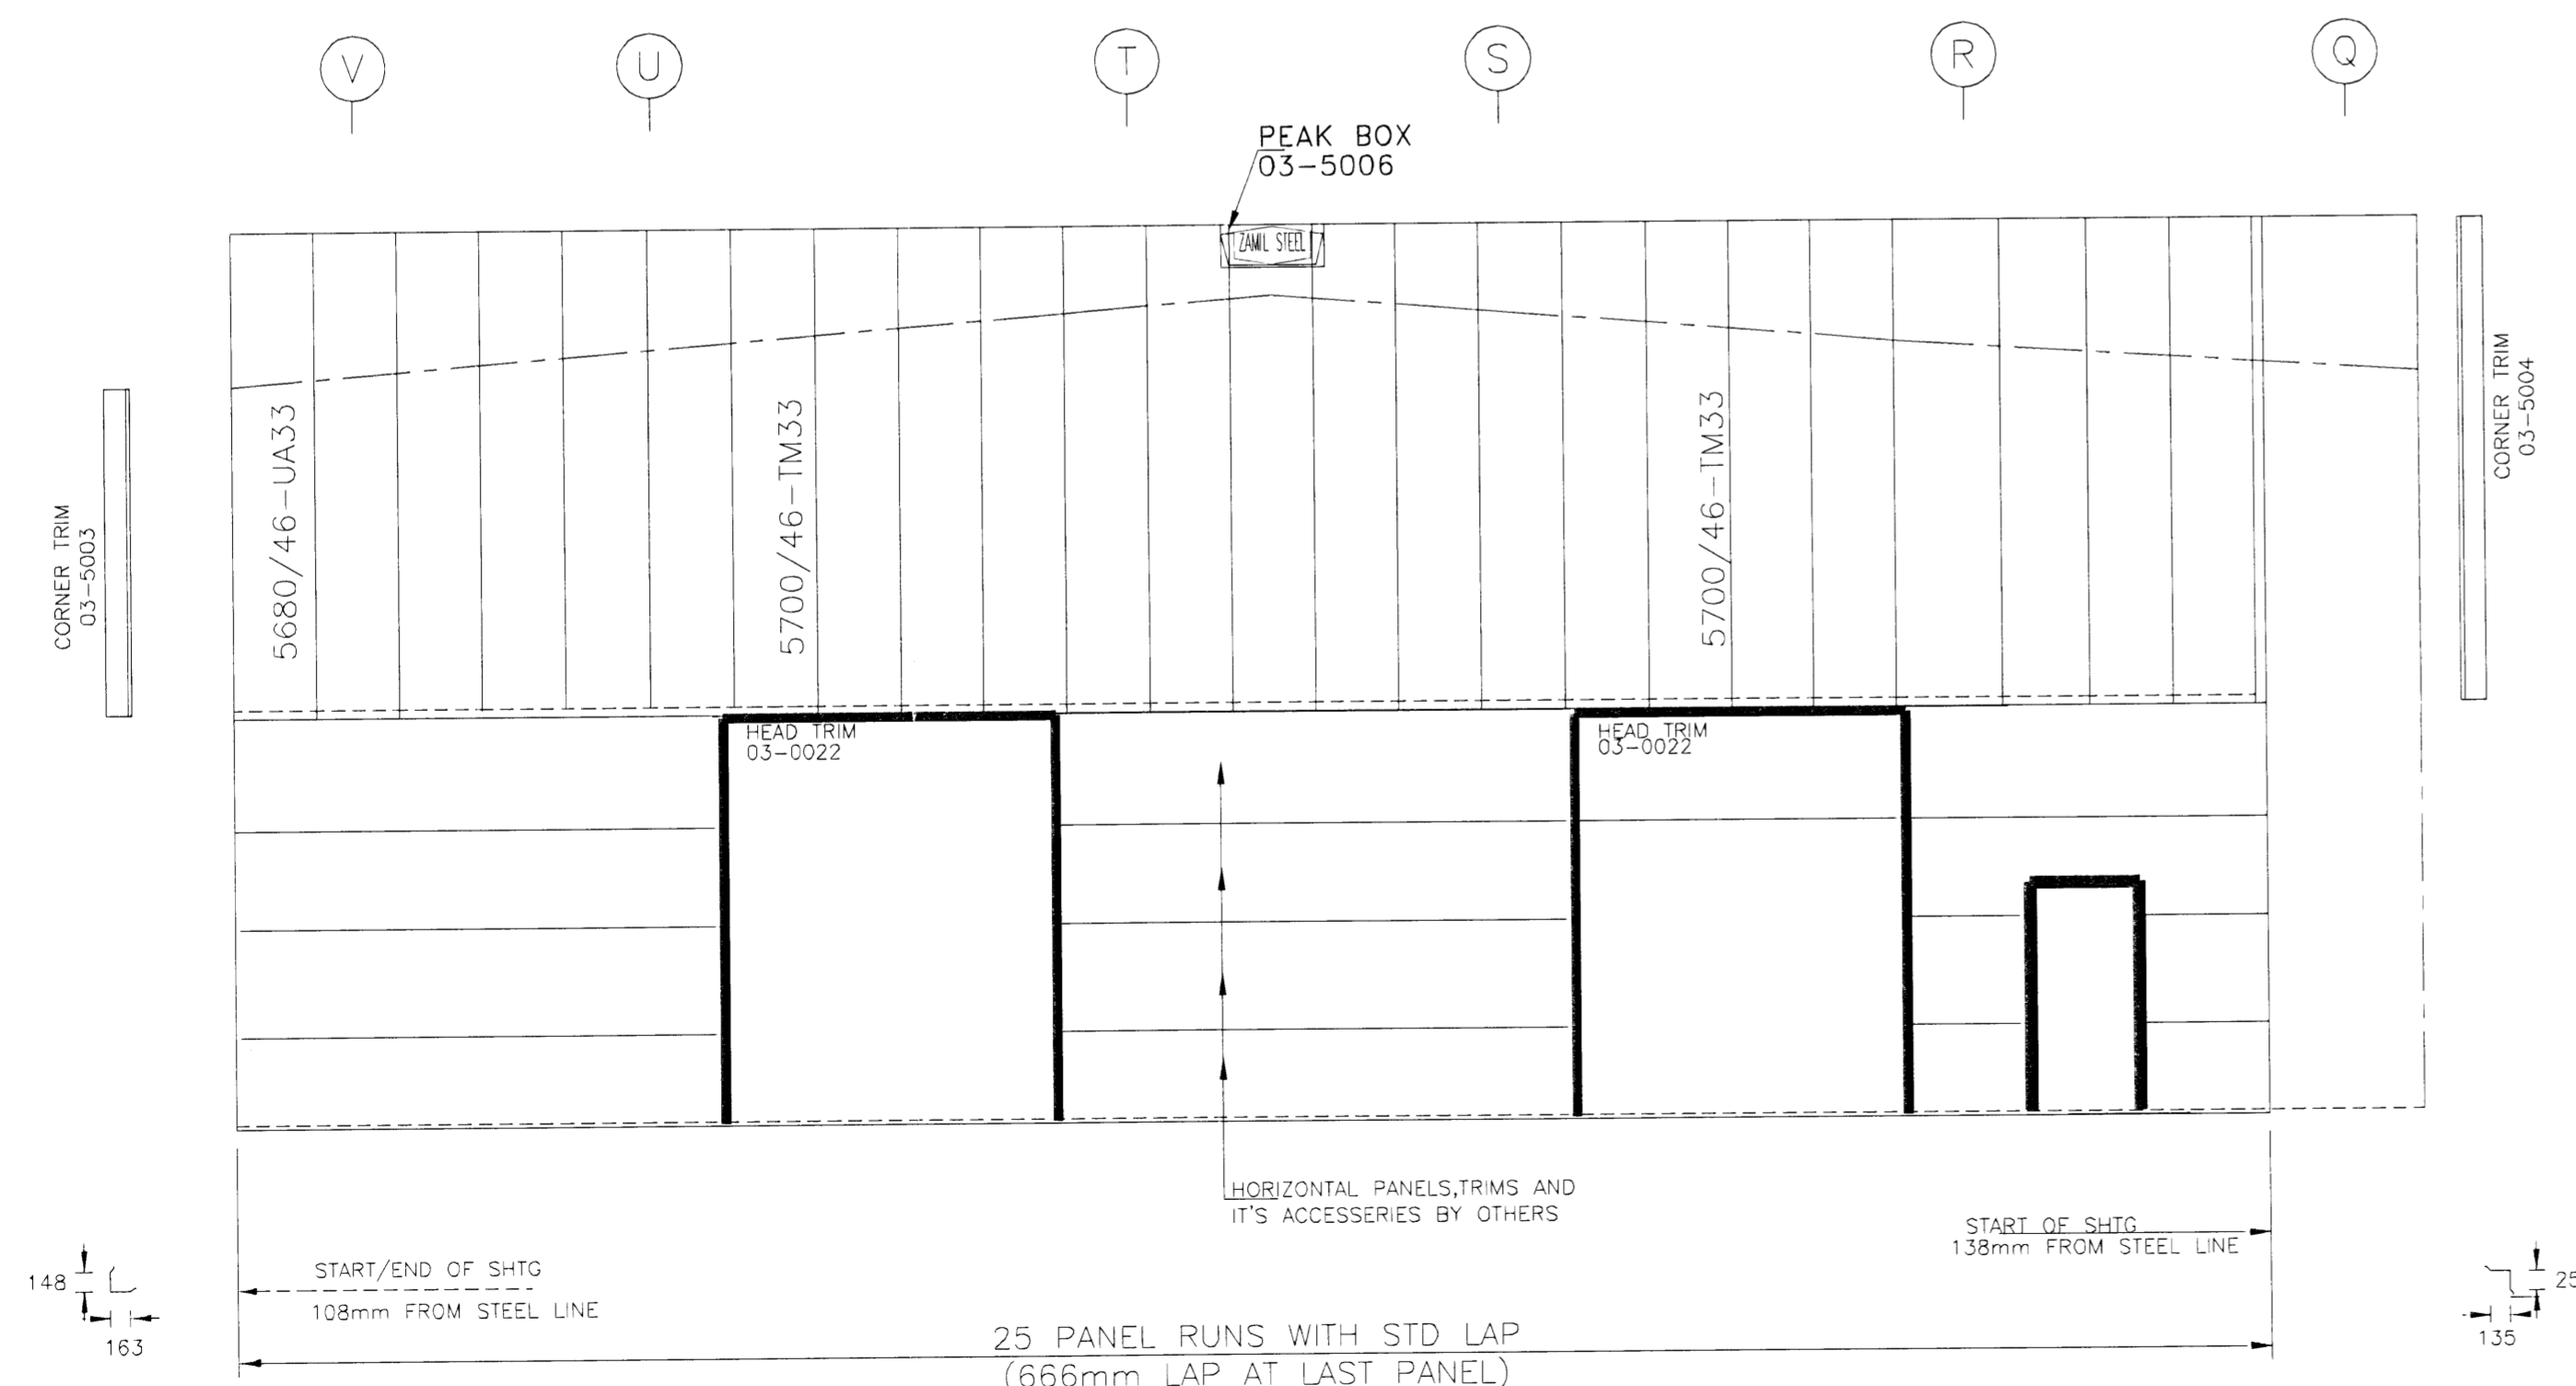 V
U
T
S
R
Q
PEAK BOX
03-5006
ZAMIL STEEL
CORNER TRIM
03-5003
5680/46-UA33
5700/46-TM33
5700/46-TM33
CORNER TRIM
03-5004
HEAD TRIM
03-0022
HEAD TRIM
03-0022
HORIZONTAL PANELS,TRIMS AND
IT'S ACCESSERIES BY OTHERS
START OF SHTG
138mm FROM STEEL LINE
START/END OF SHTG
108mm FROM STEEL LINE
148
163
135
25 PANEL RUNS WITH STD LAP
(666mm LAP AT LAST PANEL)